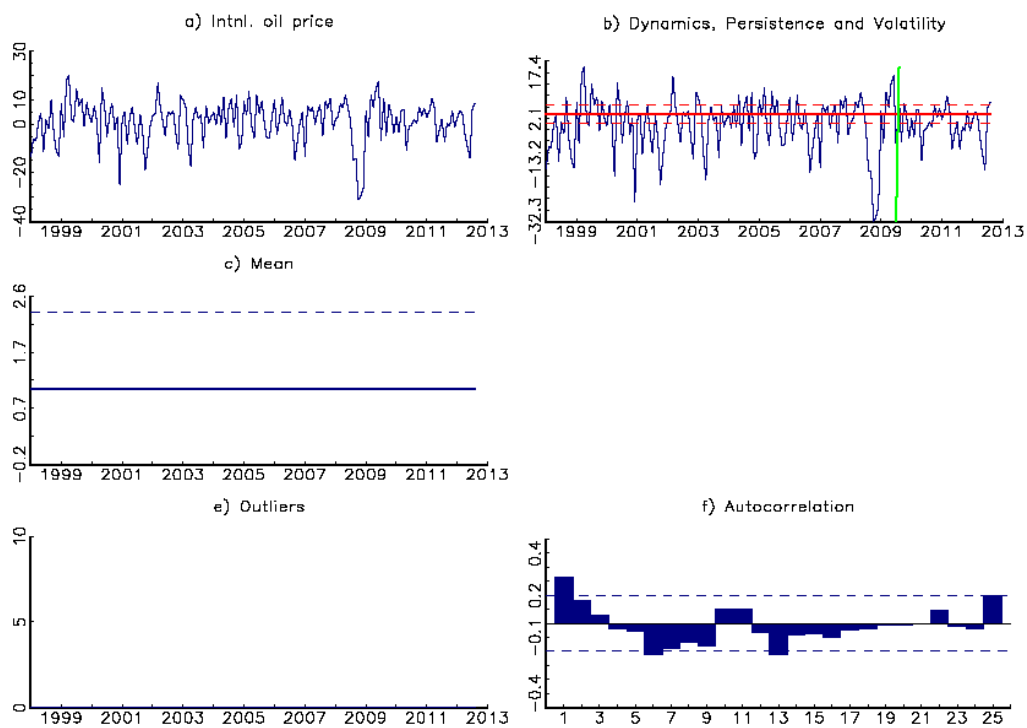 a) Intnl. oil price
30
10
0
-20
-40
1999 2001 2003 2005 2007 2009 2011 2013
b) Dynamics, Persistence and Valatility
17.4
2.1
-13.2
-32.3
1999 2001 2003 2005 2007 2009 2011 2013
c) Mean
2.6
1.7
0.7
-0.2
1999 2001 2003 2005 2007 2009 2011 2013
e) Outliers
10
5
0
1999 2001 2003 2005 2007 2009 2011 2013
f) Autocorrelation
0.4
0.2
-0.1
-0.4
1 3 5 7 9 11 13 15 17 19 21 23 25